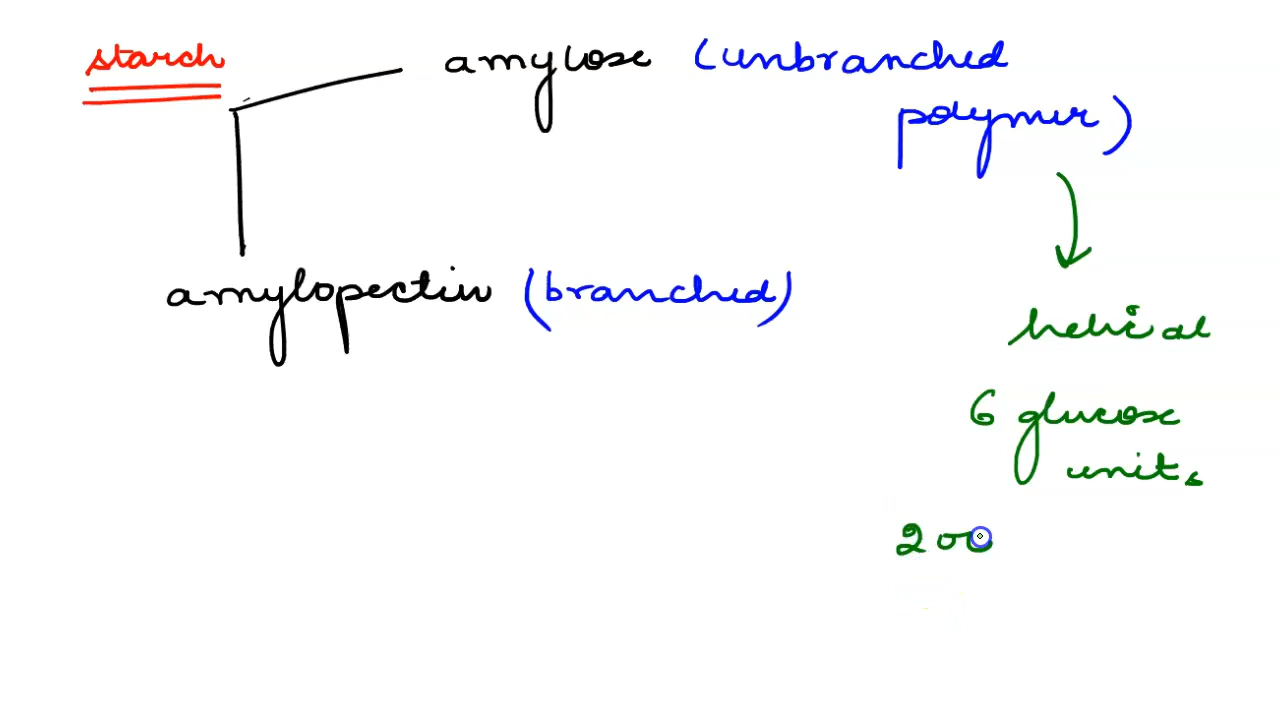 starch
amylose (unbranched
polymer)
amylopectin (branched)
helical
6 glucose
units
200